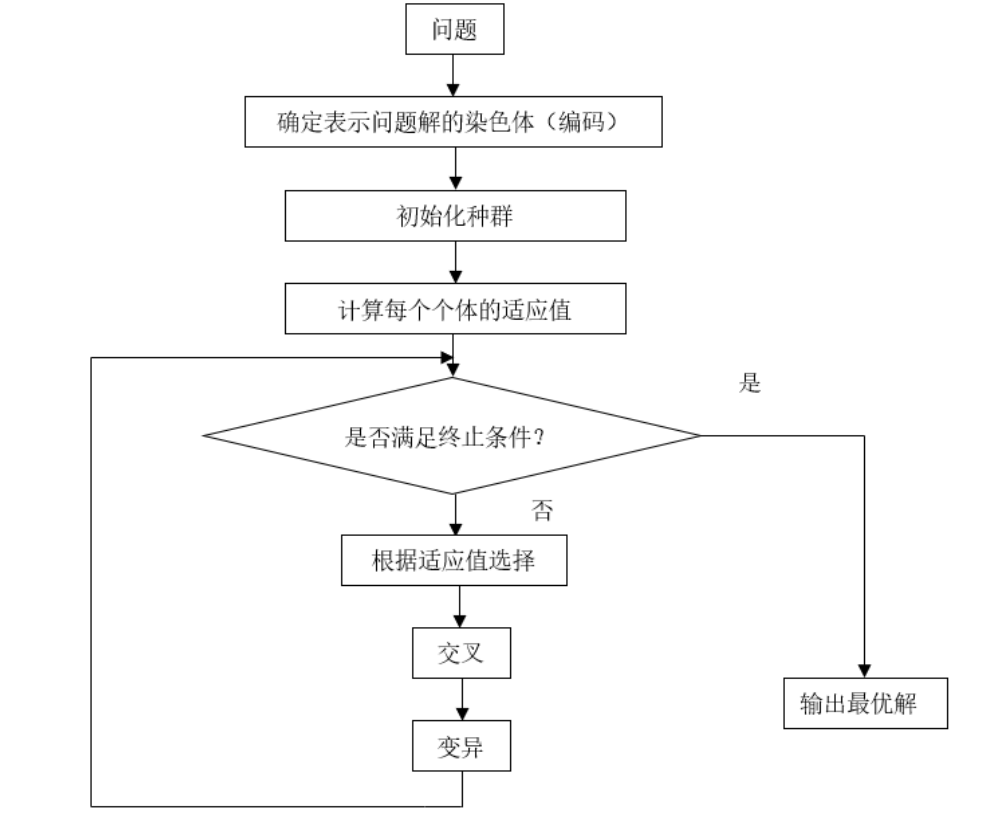 问题
确定表示问题解的染色体（编码）
初始化种群
计算每个个体的适应值
是
是否满足终止条件？
否
根据适应值选择
交叉
输出最优解
变异